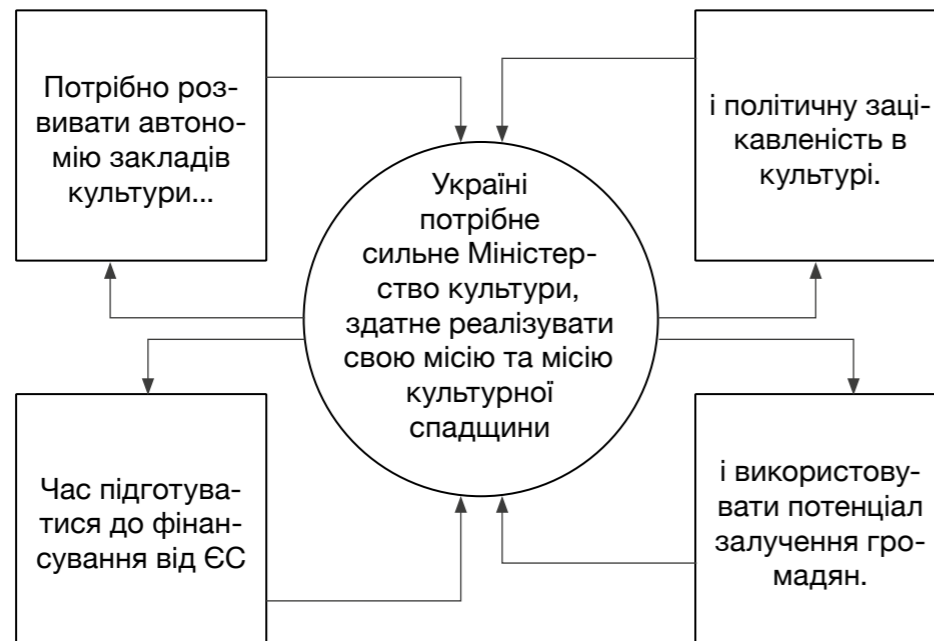 Потрібно роз-
вивати автоно-
мію закладів
культури...
і політичну заці-
кавленість в
культурі.
Україні
потрібне
сильне Міністер-
ство культури,
здатне реалізувати
свою місію та місію
культурної
спадщини
Час підготува-
тися до фінан-
сування від ЄС
і використову-
вати потенціал
залучення гро-
мадян.